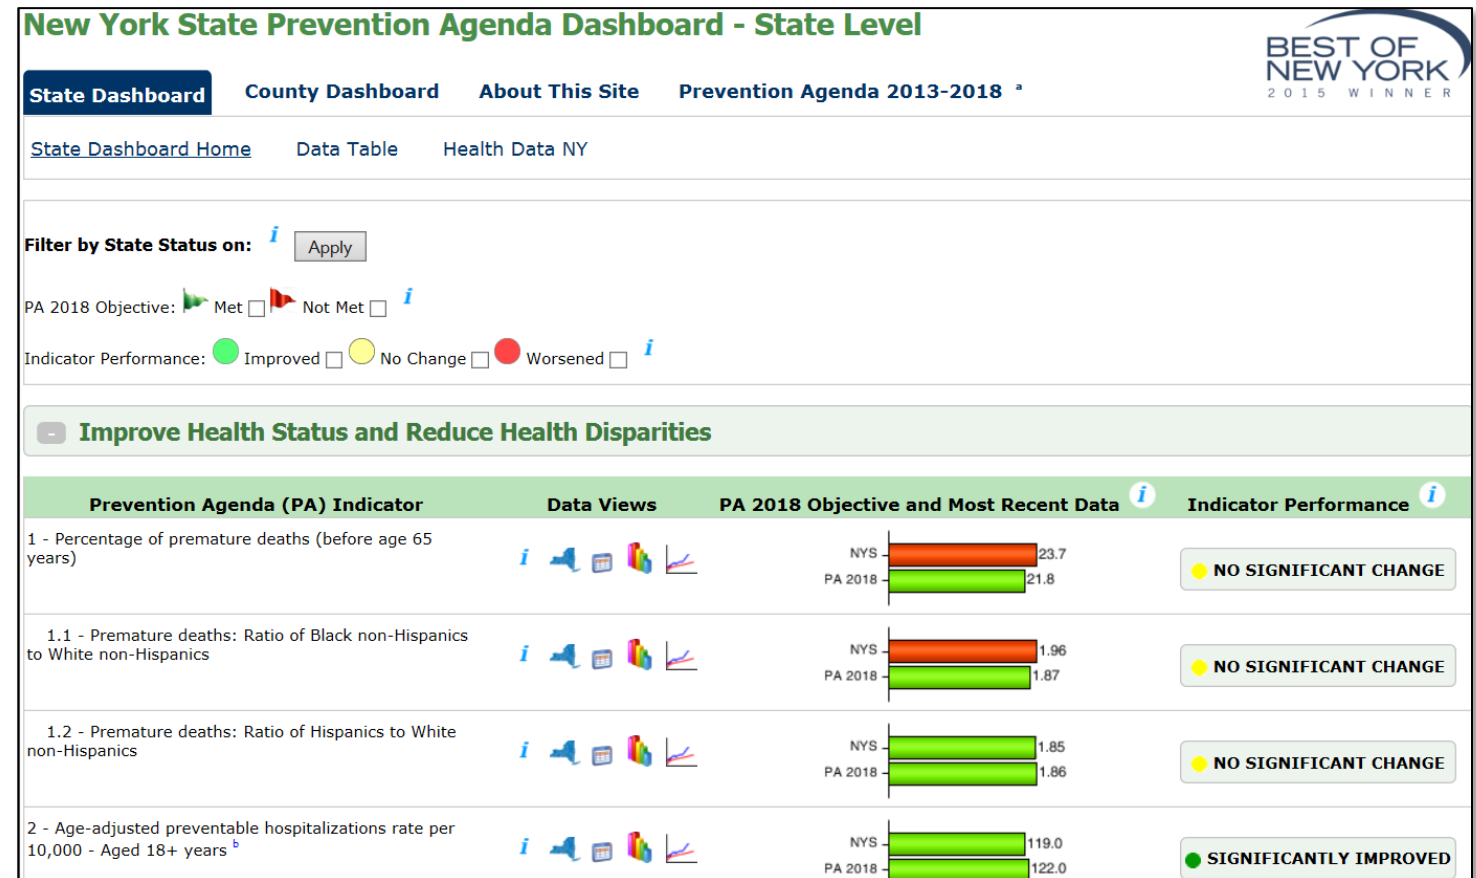 New York State Prevention Agenda Dashboard - State Level
BEST OF
NEW YORK
2015 WINNER
State Dashboard County Dashboard About This Site Prevention Agenda 2013-2018 a
State Dashboard Home Data Table Health Data NY
Filter by State Status on: i Apply
PA 2018 Objective: Met Not Met i
Indicator Performance: Improved No Change Worsened i
- Improve Health Status and Reduce Health Disparities
Prevention Agenda (PA) Indicator Data Views PA 2018 Objective and Most Recent Data i Indicator Performance i
1 - Percentage of premature deaths (before age 65
years)
i
NYS 23.7
PA 2018 21.8
NO SIGNIFICANT CHANGE
1.1 - Premature deaths: Ratio of Black non-Hispanics
to White non-Hispanics
i
NYS 1.96
PA 2018 1.87
NO SIGNIFICANT CHANGE
1.2 - Premature deaths: Ratio of Hispanics to White
non-Hispanics
i
NYS 1.85
PA 2018 1.86
NO SIGNIFICANT CHANGE
2 - Age-adjusted preventable hospitalizations rate per
10,000 - Aged 18+ years b
i
NYS 119.0
PA 2018 122.0
SIGNIFICANTLY IMPROVED